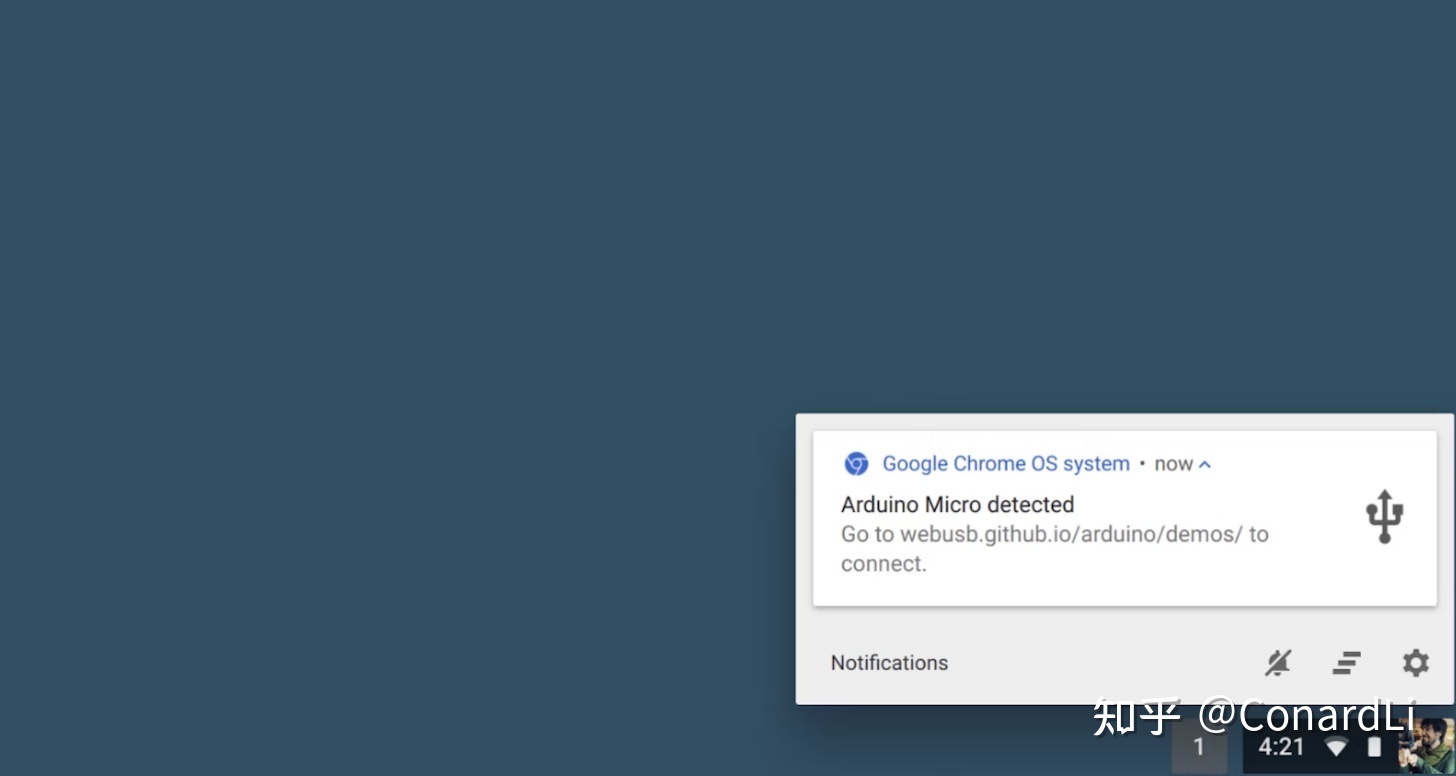 Google Chrome OS system • now
Arduino Micro detected
Go to webusb.github.io/arduino/demos/ to
connect.
Notifications
知乎 @ConardLi
1 4:21